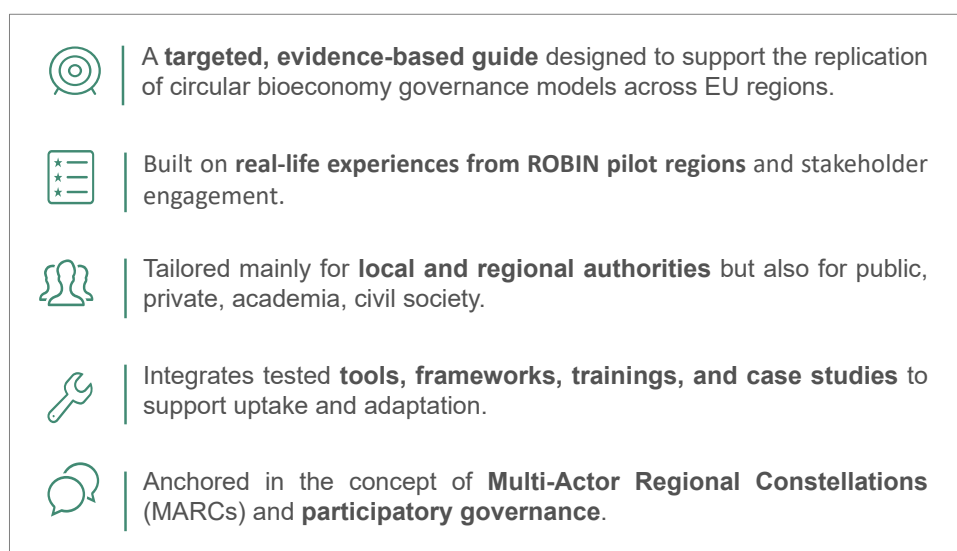 A targeted, evidence-based guide designed to support the replication
of circular bioeconomy governance models across EU regions.
Built on real-life experiences from ROBIN pilot regions and stakeholder
engagement.
Tailored mainly for local and regional authorities but also for public,
private, academia, civil society.
Integrates tested tools, frameworks, trainings, and case studies to
support uptake and adaptation.
Anchored in the concept of Multi-Actor Regional Constellations
(MARCs) and participatory governance.